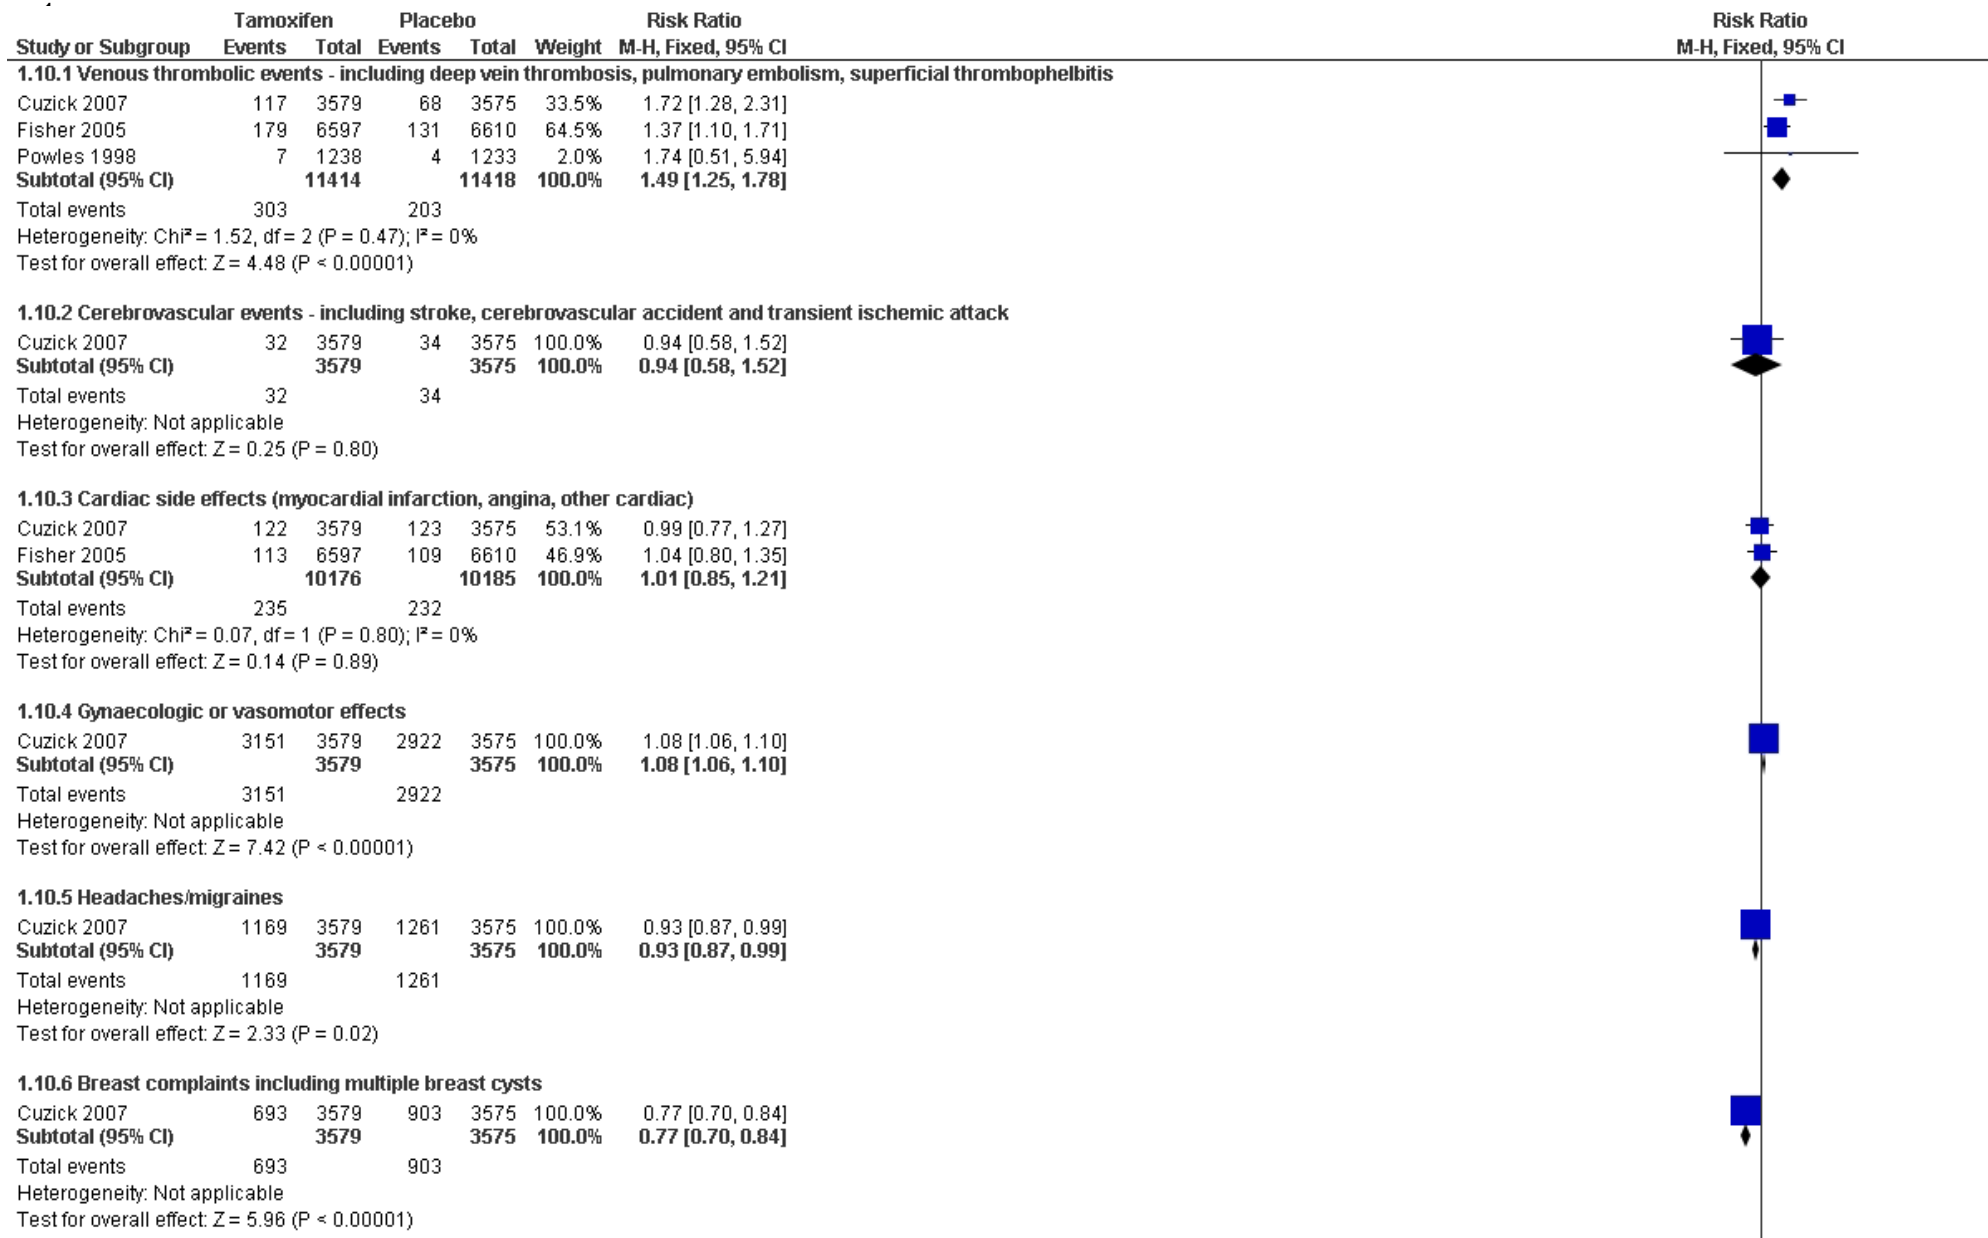 Tamoxifen Placebo Risk Ratio Risk Ratio
Study or Subgroup Events Total Events Total Weight M-H, Fixed, 95% CI M-H, Fixed, 95% CI
1.10.1 Venous thrombolic events - including deep vein thrombosis, pulmonary embolism, superficial thrombophelbitis
Cuzick 2007 117 3579 68 3575 33.5% 1.72 [1.28, 2.31]
Fisher 2005 179 6597 131 6610 64.5% 1.37 [1.10, 1.71]
Powles 1998 7 1238 4 1233 2.0% 1.74 [0.51, 5.94]
Subtotal (95% CI) 11414 11418 100.0% 1.49 [1.25, 1.78]
Total events 303 203
Heterogeneity: Chi² = 1.52, df = 2 (P = 0.47); I² = 0%
Test for overall effect: Z = 4.48 (P < 0.00001)
1.10.2 Cerebrovascular events - including stroke, cerebrovascular accident and transient ischemic attack
Cuzick 2007 32 3579 34 3575 100.0% 0.94 [0.58, 1.52]
Subtotal (95% CI) 3579 3575 100.0% 0.94 [0.58, 1.52]
Total events 32 34
Heterogeneity: Not applicable
Test for overall effect: Z = 0.25 (P = 0.80)
1.10.3 Cardiac side effects (myocardial infarction, angina, other cardiac)
Cuzick 2007 122 3579 123 3575 53.1% 0.99 [0.77, 1.27]
Fisher 2005 113 6597 109 6610 46.9% 1.04 [0.80, 1.35]
Subtotal (95% CI) 10176 10185 100.0% 1.01 [0.85, 1.21]
Total events 235 232
Heterogeneity: Chi² = 0.07, df = 1 (P = 0.80); I² = 0%
Test for overall effect: Z = 0.14 (P = 0.89)
1.10.4 Gynaecologic or vasomotor effects
Cuzick 2007 3151 3579 2922 3575 100.0% 1.08 [1.06, 1.10]
Subtotal (95% CI) 3579 3575 100.0% 1.08 [1.06, 1.10]
Total events 3151 2922
Heterogeneity: Not applicable
Test for overall effect: Z = 7.42 (P < 0.00001)
1.10.5 Headaches/migraines
Cuzick 2007 1169 3579 1261 3575 100.0% 0.93 [0.87, 0.99]
Subtotal (95% CI) 3579 3575 100.0% 0.93 [0.87, 0.99]
Total events 1169 1261
Heterogeneity: Not applicable
Test for overall effect: Z = 2.33 (P = 0.02)
1.10.6 Breast complaints including multiple breast cysts
Cuzick 2007 693 3579 903 3575 100.0% 0.77 [0.70, 0.84]
Subtotal (95% CI) 3579 3575 100.0% 0.77 [0.70, 0.84]
Total events 693 903
Heterogeneity: Not applicable
Test for overall effect: Z = 5.96 (P < 0.00001)